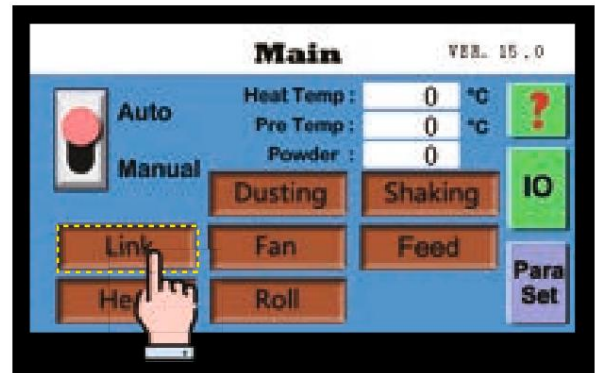 Main VER. 15.0
Auto
Manual
Heat Temp : 0 °C
Pre Temp : 0 °C
Powder : 0
?
IO
Para
Set
Dusting Shaking
Link Fan Feed
Roll